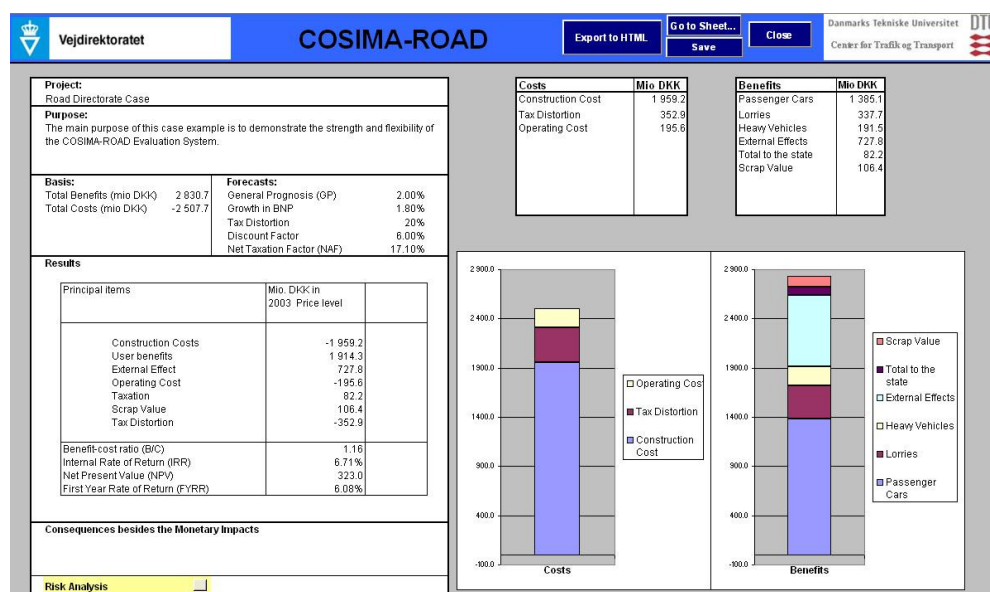 Vejdirektoratet
COSIMA-ROAD
Export to HTML
Go to Sheet...
Save
Close
Danmarks Tekniske Universitet
Center for Trafik og Transport
DTU
Project:
Road Directorate Case
Purpose:
The main purpose of this case example is to demonstrate the strength and flexibility of
the COSIMA-ROAD Evaluation System.
Basis:
Total Benefits (mio DKK) 2 830.7
Total Costs (mio DKK) -2 507.7
Forecasts:
General Prognosis (GP) 2.00%
Growth in BNP 1.80%
Tax Distortion 20%
Discount Factor 6.00%
Net Taxation Factor (NAF) 17.10%
Results
Principal items Mio. DKK in
2003 Price level
Construction Costs -1 959.2
User benefits 1 914.3
External Effect 727.8
Operating Cost -195.6
Taxation 82.2
Scrap Value 106.4
Tax Distortion -352.9
Benefit-cost ratio (B/C) 1.16
Internal Rate of Return (IRR) 6.71%
Net Present Value (NPV) 323.0
First Year Rate of Return (FYRR) 6.08%
Consequences besides the Monetary Impacts
Risk Analysis
Costs Mio DKK
Construction Cost 1 959.2
Tax Distortion 352.9
Operating Cost 195.6
Benefits Mio DKK
Passenger Cars 1 385.1
Lorries 337.7
Heavy Vehicles 191.5
External Effects 727.8
Total to the state 82.2
Scrap Value 106.4
2 900.0
2 400.0
1 900.0
1 400.0
900.0
400.0
-100.0
Costs
Operating Cost
Tax Distortion
Construction
Cost
2 900.0
2 400.0
1 900.0
1 400.0
900.0
400.0
-100.0
Benefits
Scrap Value
Total to the
state
External Effects
Heavy Vehicles
Lorries
Passenger
Cars